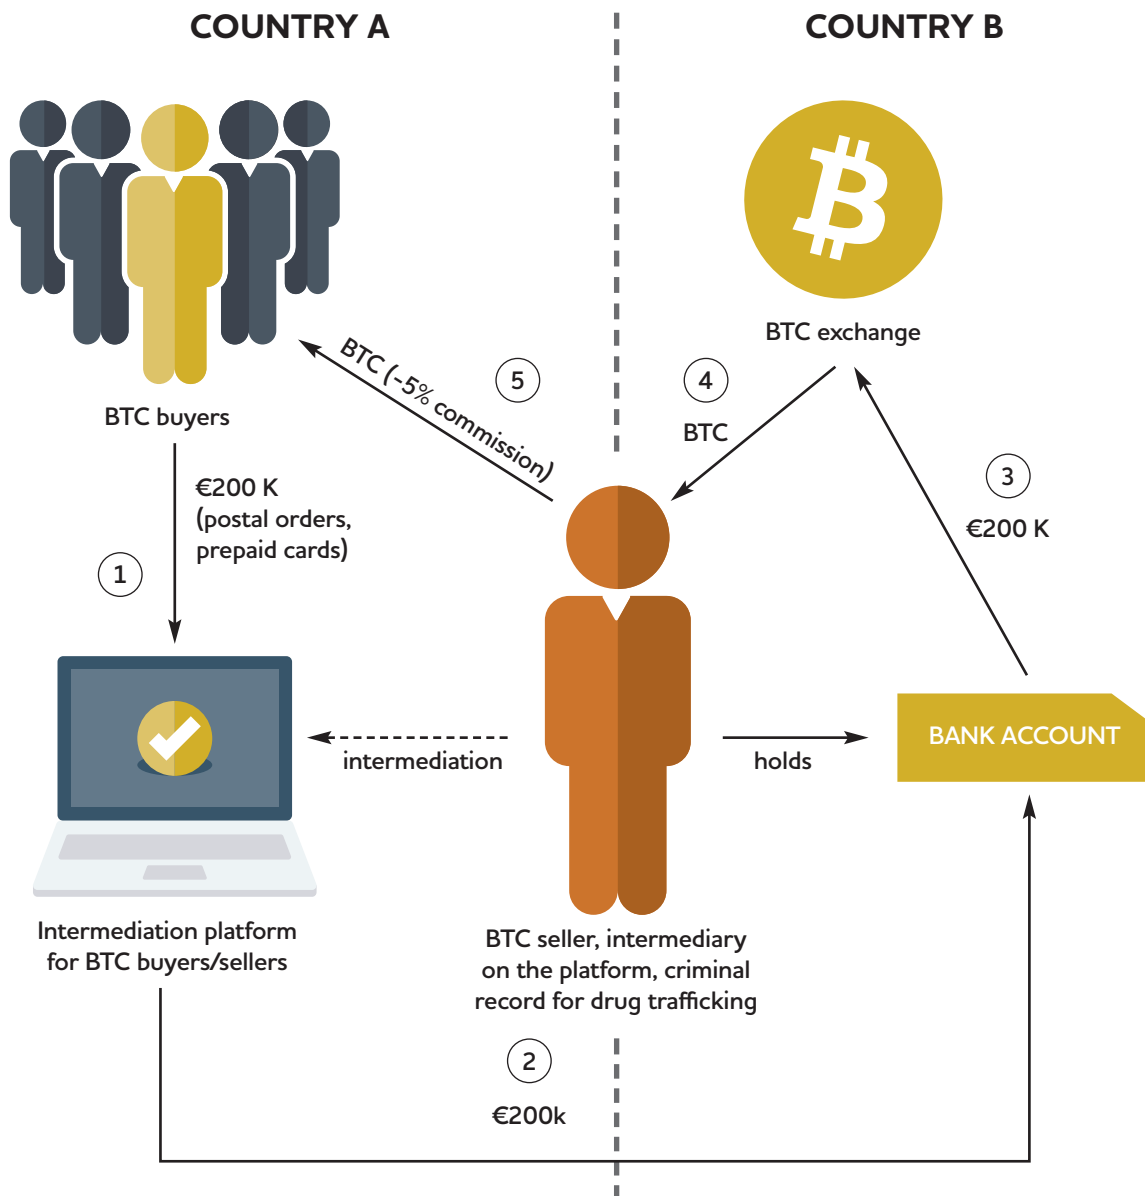 COUNTRY A
COUNTRY B
BTC exchange
BTC (-5% commission)
5
4
BTC
BTC buyers
3
€200 K
€200 K
(postal orders,
prepaid cards)
1
BANK ACCOUNT
intermediation
holds
Intermediation platform
for BTC buyers/sellers
BTC seller, intermediary
on the platform, criminal
record for drug trafficking
2
€200k